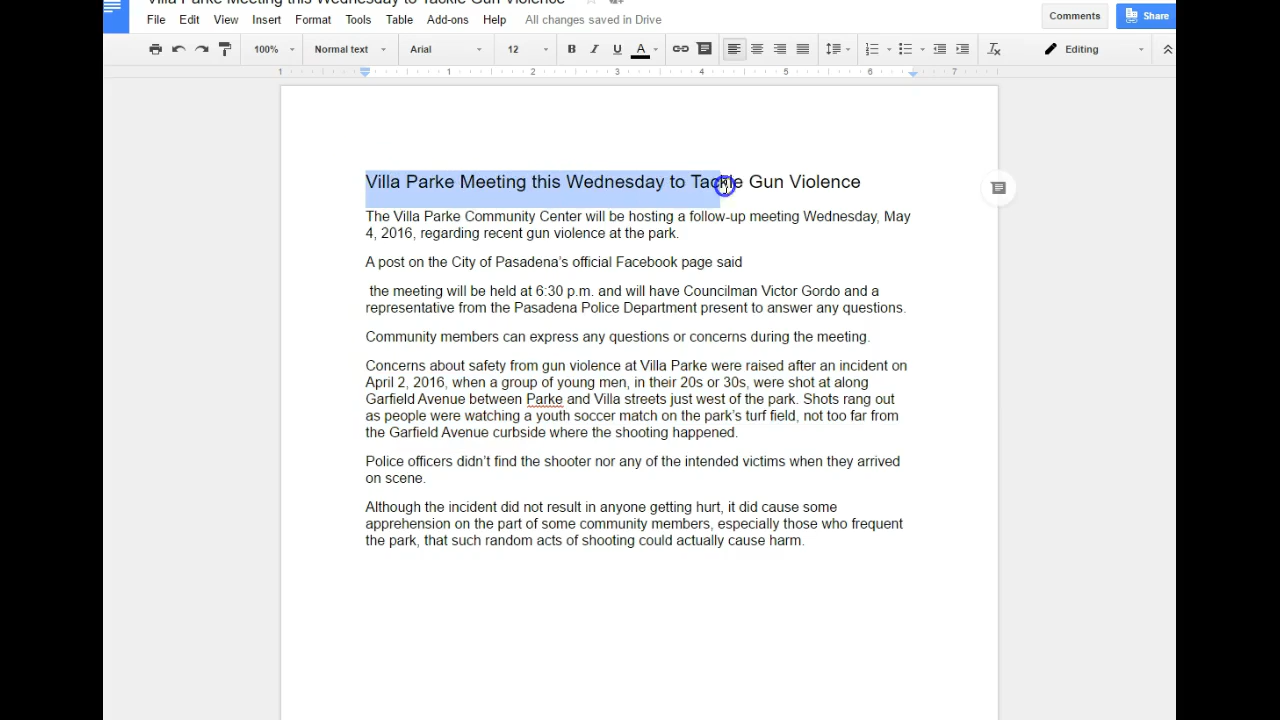 Villa Parke Meeting this Wednesday to Tackle Gun Violence
File Edit View Insert Format Tools Table Add-ons Help All changes saved in Drive
Comments Share
100% Normal text Arial 12 B I U A Editing
1 1 2 3 4 5 6 7
Villa Parke Meeting this Wednesday to Tackle Gun Violence
The Villa Parke Community Center will be hosting a follow-up meeting Wednesday, May
4, 2016, regarding recent gun violence at the park.
A post on the City of Pasadena’s official Facebook page said
the meeting will be held at 6:30 p.m. and will have Councilman Victor Gordo and a
representative from the Pasadena Police Department present to answer any questions.
Community members can express any questions or concerns during the meeting.
Concerns about safety from gun violence at Villa Parke were raised after an incident on
April 2, 2016, when a group of young men, in their 20s or 30s, were shot at along
Garfield Avenue between Parke and Villa streets just west of the park. Shots rang out
as people were watching a youth soccer match on the park’s turf field, not too far from
the Garfield Avenue curbside where the shooting happened.
Police officers didn’t find the shooter nor any of the intended victims when they arrived
on scene.
Although the incident did not result in anyone getting hurt, it did cause some
apprehension on the part of some community members, especially those who frequent
the park, that such random acts of shooting could actually cause harm.